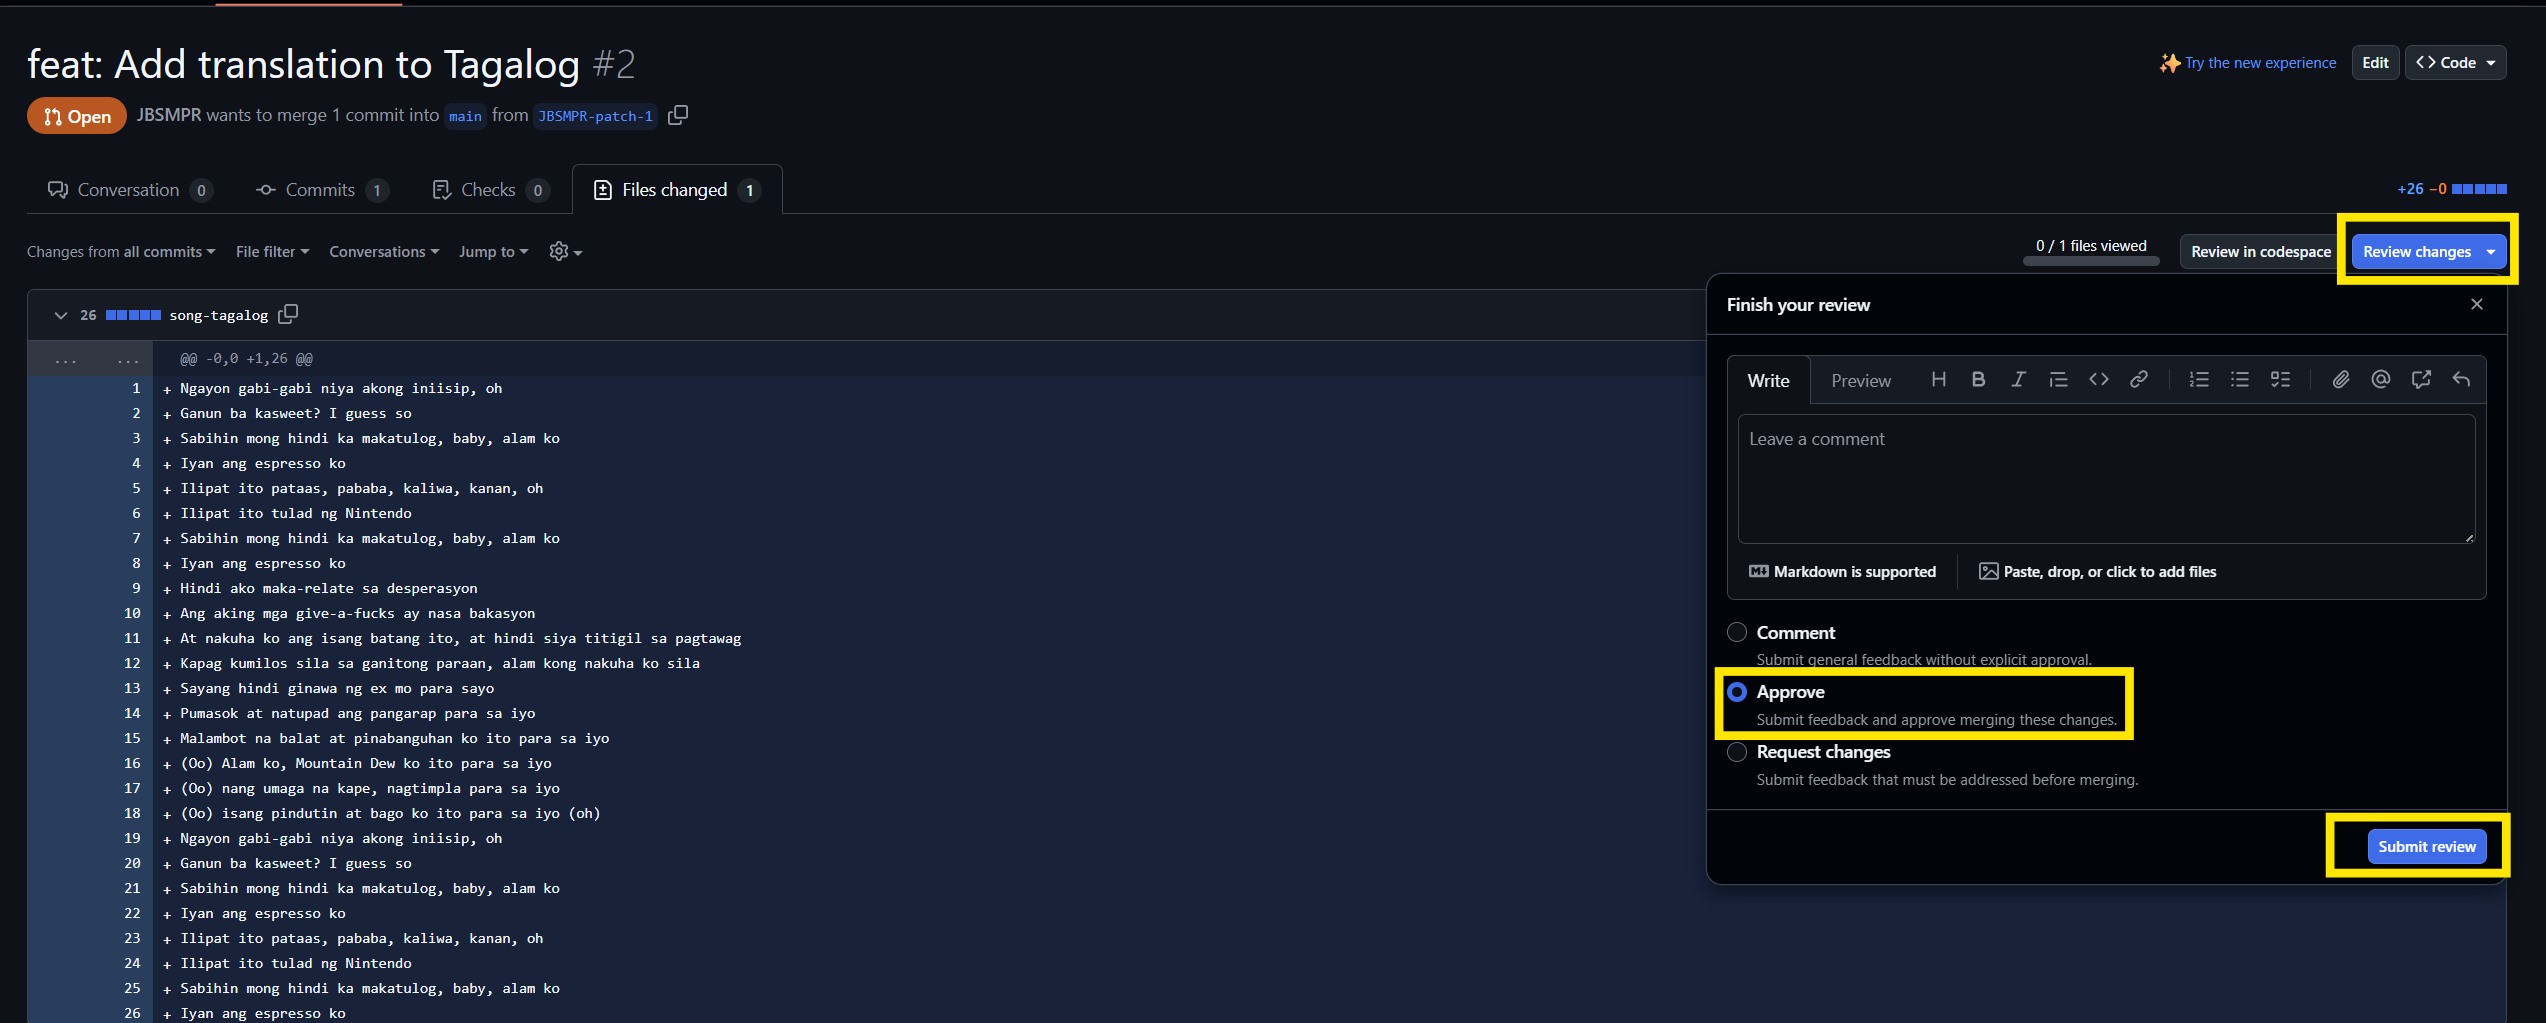 feat: Add translation to Tagalog #2
Try the new experience
Edit
Code
Open
JBSMPR wants to merge 1 commit into main from JBSMPR-patch-1
Conversation 0
Commits 1
Checks 0
Files changed 1
+26 −0
Changes from all commits
File filter
Conversations
Jump to
0 / 1 files viewed
Review in codespace
Review changes
26 song-tagalog
... ... @@ -0,0 +1,26 @@
1 + Ngayon gabi-gabi niya akong iniisip, oh
2 + Ganun ba kasweet? I guess so
3 + Sabihin mong hindi ka makatulog, baby, alam ko
4 + Iyan ang espresso ko
5 + Ilipat ito pataas, pababa, kaliwa, kanan, oh
6 + Ilipat ito tulad ng Nintendo
7 + Sabihin mong hindi ka makatulog, baby, alam ko
8 + Iyan ang espresso ko
9 + Hindi ako maka-relate sa desperasyon
10 + Ang aking mga give-a-fucks ay nasa bakasyon
11 + At nakuha ko ang isang batang ito, at hindi siya titigil sa pagtawag
12 + Kapag kumilos sila sa ganitong paraan, alam kong nakuha ko sila
13 + Sayang hindi ginawa ng ex mo para sayo
14 + Pumasok at natupad ang pangarap para sa iyo
15 + Malambot na balat at pinabanguhan ko ito para sa iyo
16 + (Oo) Alam ko, Mountain Dew ko ito para sa iyo
17 + (Oo) nang umaga na kape, nagtimpla para sa iyo
18 + (Oo) isang pindutin at bago ko ito para sa iyo (oh)
19 + Ngayon gabi-gabi niya akong iniisip, oh
20 + Ganun ba kasweet? I guess so
21 + Sabihin mong hindi ka makatulog, baby, alam ko
22 + Iyan ang espresso ko
23 + Ilipat ito pataas, pababa, kaliwa, kanan, oh
24 + Ilipat ito tulad ng Nintendo
25 + Sabihin mong hindi ka makatulog, baby, alam ko
26 + Iyan ang espresso ko
Finish your review
Write
Preview
Leave a comment
Markdown is supported
Paste, drop, or click to add files
Comment
Submit general feedback without explicit approval.
Approve
Submit feedback and approve merging these changes.
Request changes
Submit feedback that must be addressed before merging.
Submit review